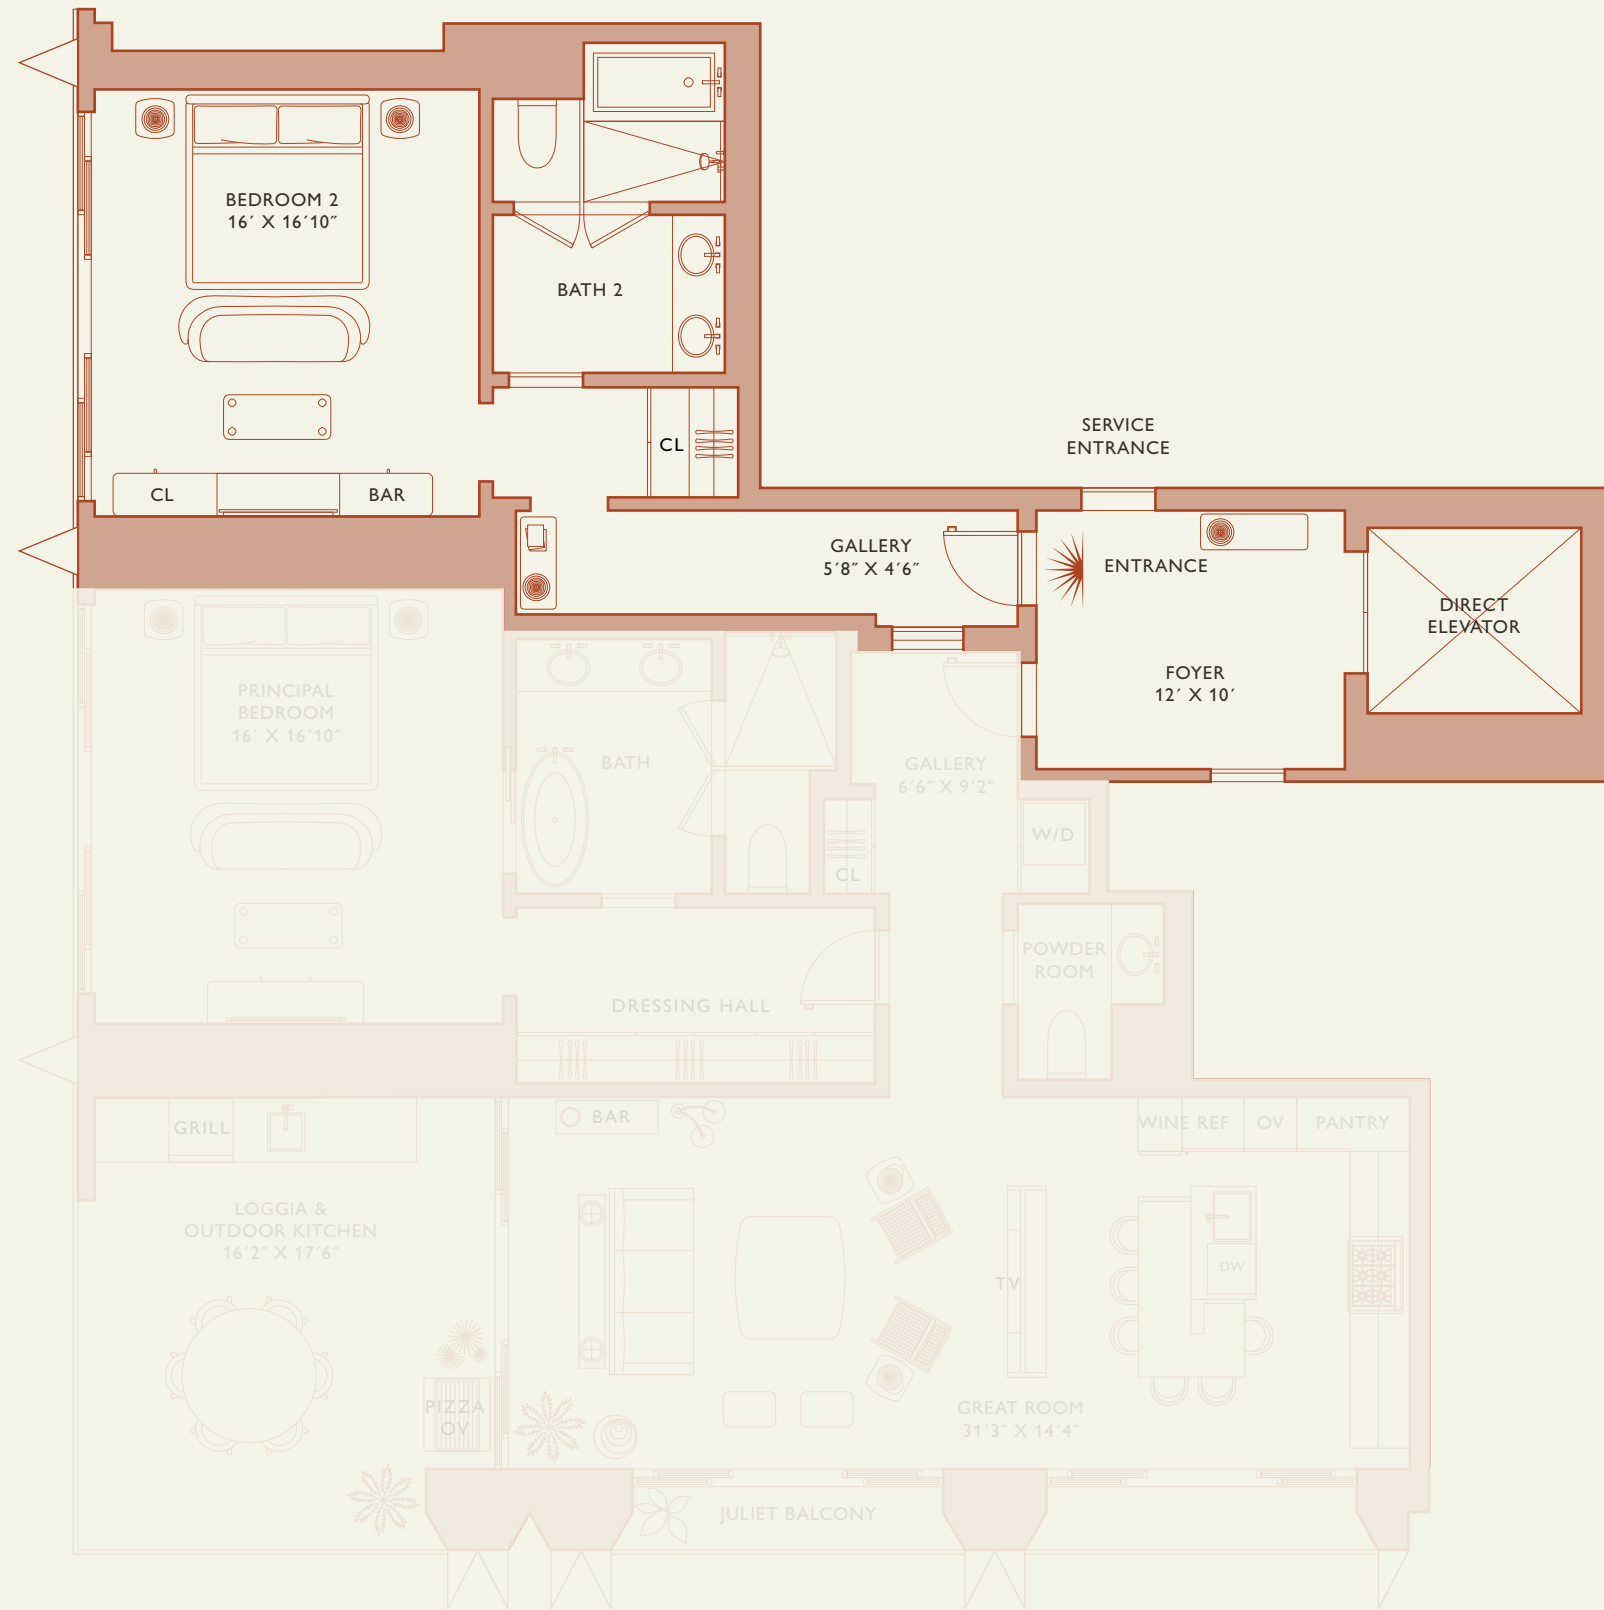 BEDROOM 2
16´ X 16´10˝
BATH 2
CL
CL
BAR
SERVICE
ENTRANCE
GALLERY
5´8˝ X 4´6˝
ENTRANCE
DIRECT
ELEVATOR
FOYER
12´ X 10´
PRINCIPAL
BEDROOM
16´ X 16´10˝
BATH
GALLERY
6´6˝ X 9´2˝
W/D
CL
POWDER
ROOM
DRESSING HALL
GRILL
BAR
WINE REF
OV
PANTRY
LOGGIA &
OUTDOOR KITCHEN
16´2˝ X 17´6˝
DW
TV
PIZZA
OV
GREAT ROOM
31´3˝ X 14´4˝
JULIET BALCONY